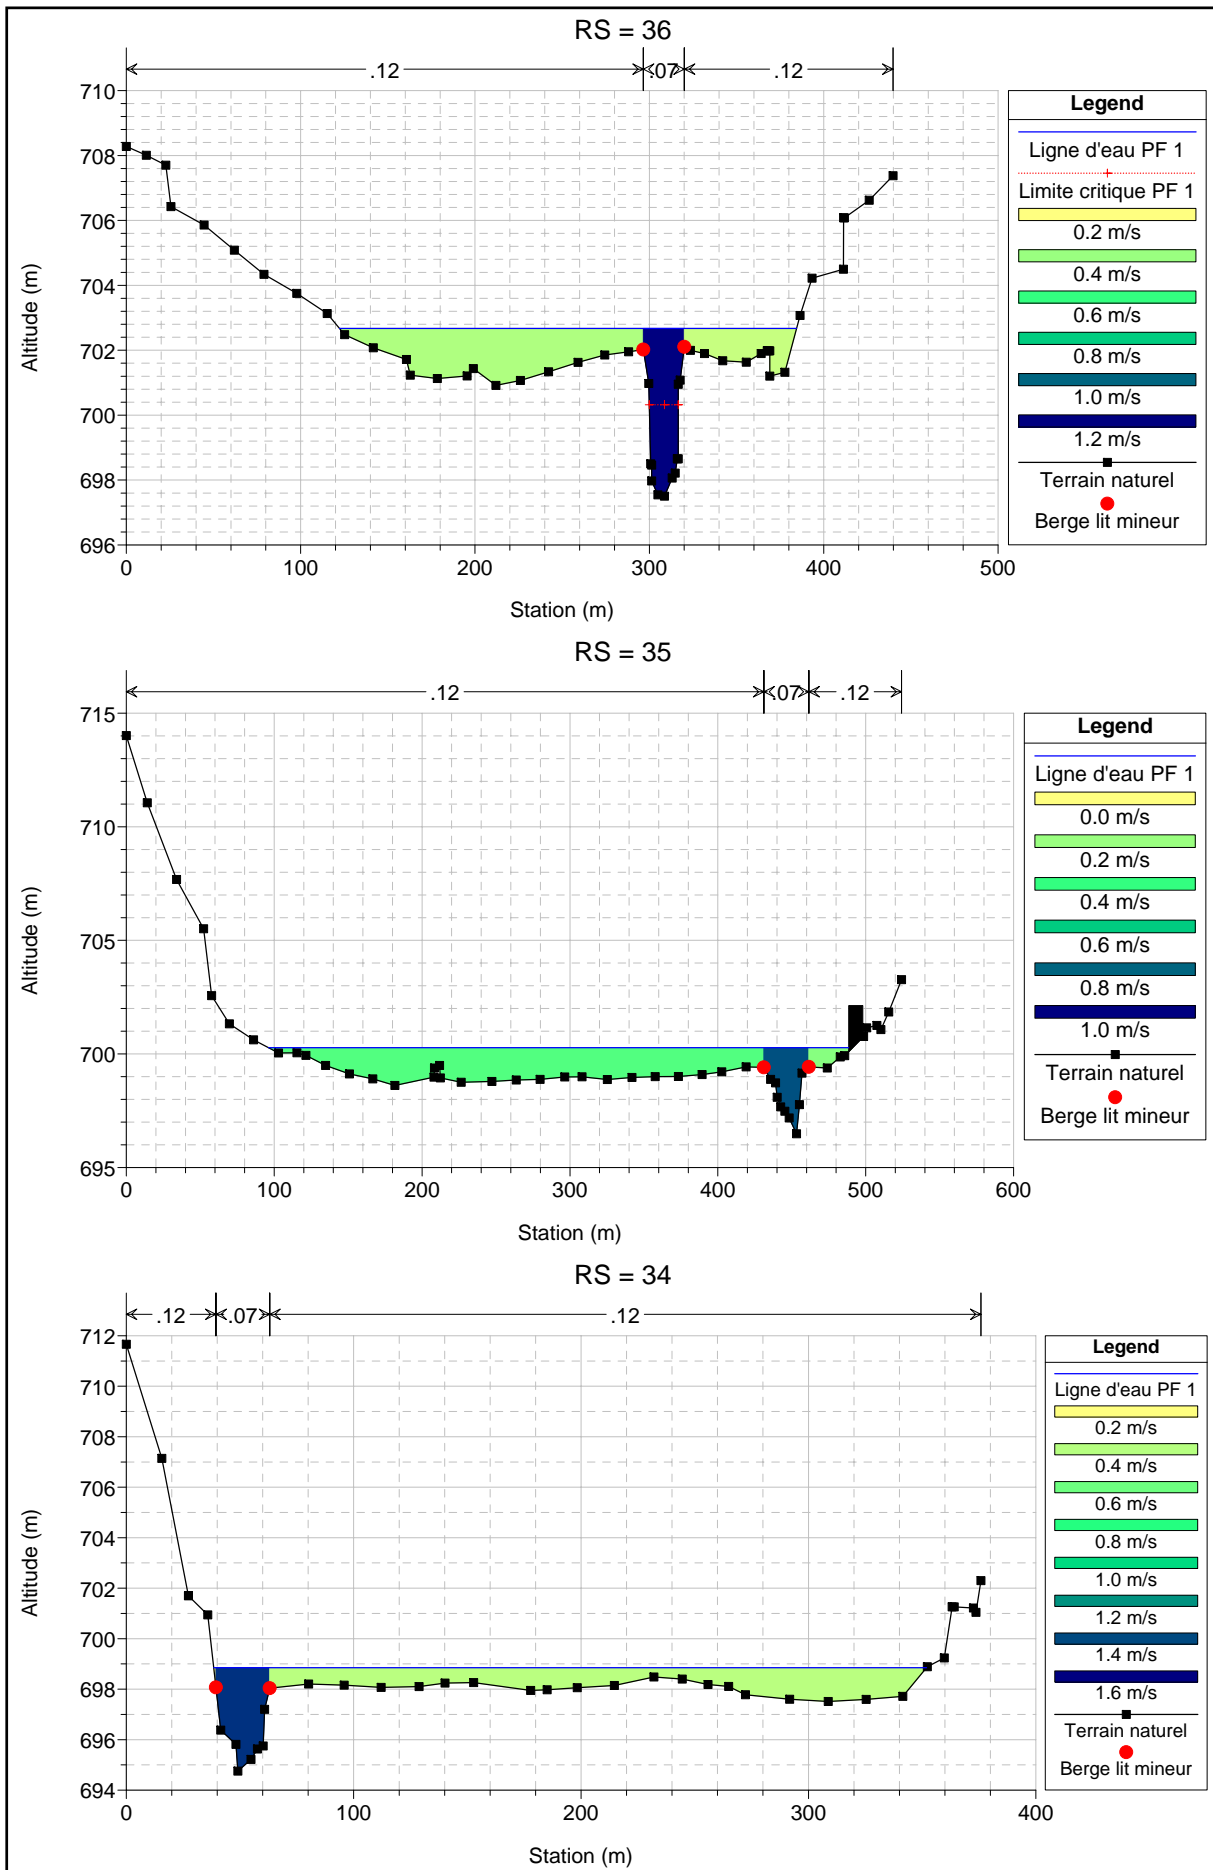 RS = 36
.12 .07 .12
710
708
706
704
702
700
698
696
Altitude (m)
0 100 200 300 400 500
Station (m)
Legend
Ligne d'eau PF 1
Limite critique PF 1
0.2 m/s
0.4 m/s
0.6 m/s
0.8 m/s
1.0 m/s
1.2 m/s
Terrain naturel
Berge lit mineur
RS = 35
.12 .07 .12
715
710
705
700
695
Altitude (m)
0 100 200 300 400 500 600
Station (m)
Legend
Ligne d'eau PF 1
0.0 m/s
0.2 m/s
0.4 m/s
0.6 m/s
0.8 m/s
1.0 m/s
Terrain naturel
Berge lit mineur
RS = 34
.12 .07 .12
712
710
708
706
704
702
700
698
696
694
Altitude (m)
0 100 200 300 400
Station (m)
Legend
Ligne d'eau PF 1
0.2 m/s
0.4 m/s
0.6 m/s
0.8 m/s
1.0 m/s
1.2 m/s
1.4 m/s
1.6 m/s
Terrain naturel
Berge lit mineur